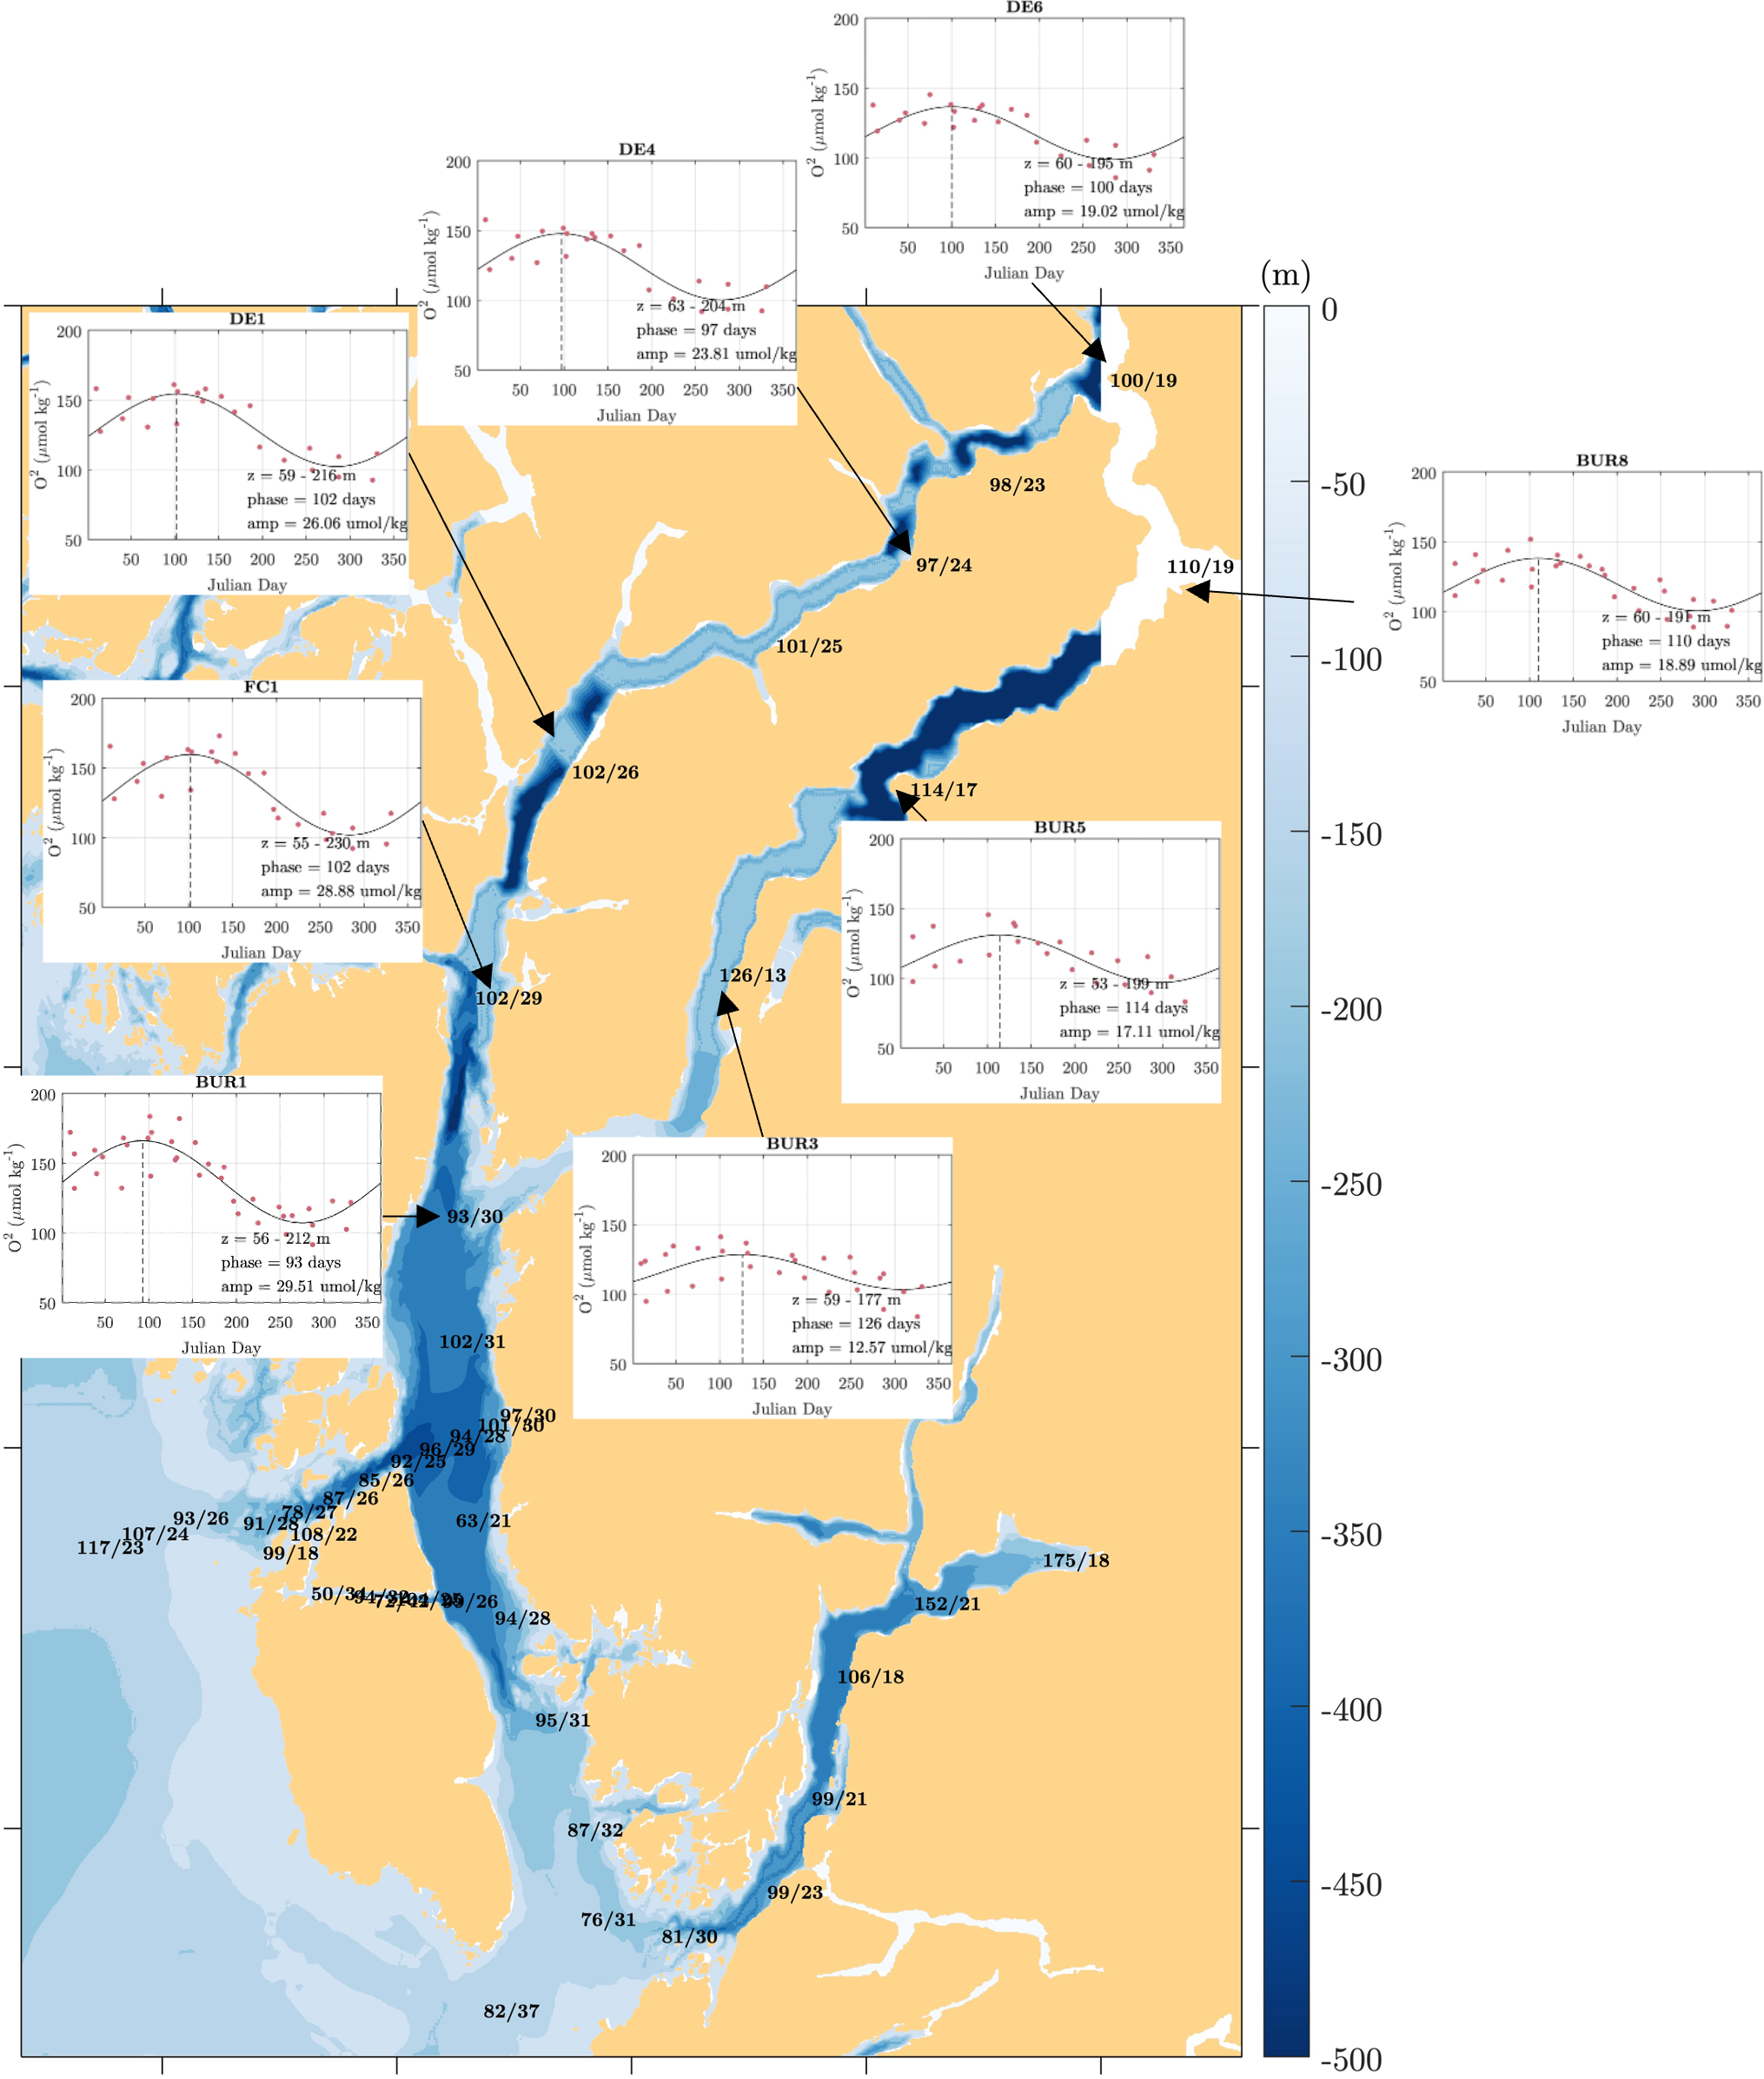 DE6
200
150
100
50
O2 (μmol kg-1)
z = 60 - 195 m
phase = 100 days
amp = 19.02 umol/kg
50 100 150 200 250 300 350
Julian Day
DE4
200
150
100
50
O2 (μmol kg-1)
z = 63 - 204 m
phase = 97 days
amp = 23.81 umol/kg
50 100 150 200 250 300 350
Julian Day
(m)
0
-50
-100
-150
-200
-250
-300
-350
-400
-450
-500
DE1
200
150
100
50
O2 (μmol kg-1)
z = 59 - 216 m
phase = 102 days
amp = 26.06 umol/kg
50 100 150 200 250 300 350
Julian Day
BUR8
200
150
100
50
O2 (μmol kg-1)
z = 60 - 191 m
phase = 110 days
amp = 18.89 umol/kg
50 100 150 200 250 300 350
Julian Day
FC1
200
150
100
50
O2 (μmol kg-1)
z = 55 - 230 m
phase = 102 days
amp = 28.88 umol/kg
50 100 150 200 250 300 350
Julian Day
BUR5
200
150
100
50
O2 (μmol kg-1)
z = 53 - 199 m
phase = 114 days
amp = 17.11 umol/kg
50 100 150 200 250 300 350
Julian Day
BUR1
200
150
100
50
O2 (μmol kg-1)
z = 56 - 212 m
phase = 93 days
amp = 29.51 umol/kg
50 100 150 200 250 300 350
Julian Day
BUR3
200
150
100
50
O2 (μmol kg-1)
z = 59 - 177 m
phase = 126 days
amp = 12.57 umol/kg
50 100 150 200 250 300 350
Julian Day
100/19
98/23
97/24
110/19
101/25
102/26
114/17
126/13
102/29
93/30
102/31
97/30
101/30
94/28
96/29
92/25
85/26
87/26
78/27
93/26
91/28
63/21
107/24
108/22
117/23
99/18
175/18
50/34
152/21
94/28
106/18
95/31
99/21
87/32
99/23
76/31
81/30
82/37